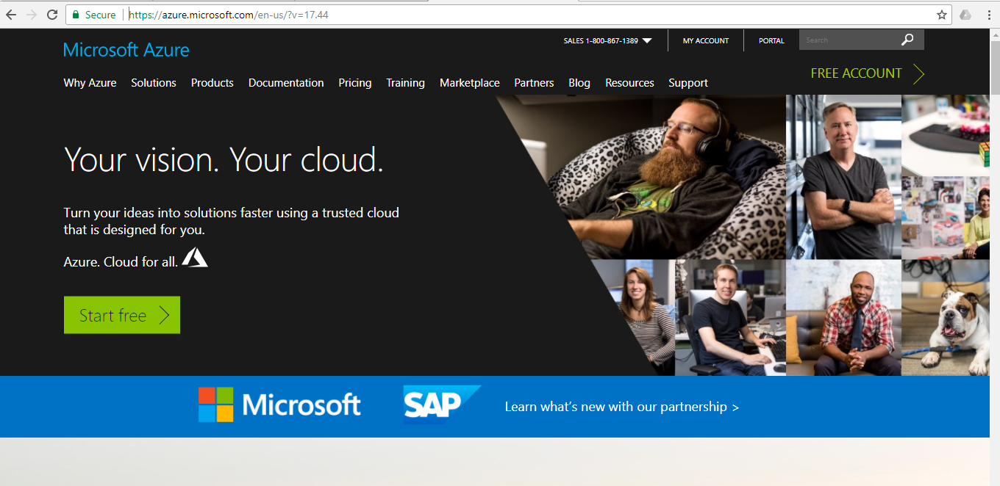 Secure https://azure.microsoft.com/en-us/?v=17.44
SALES 1-800-867-1389 MY ACCOUNT PORTAL Search
Microsoft Azure
FREE ACCOUNT
Why Azure Solutions Products Documentation Pricing Training Marketplace Partners Blog Resources Support
Your vision. Your cloud.
Turn your ideas into solutions faster using a trusted cloud
that is designed for you.
Azure. Cloud for all.
Start free
Microsoft SAP Learn what's new with our partnership >